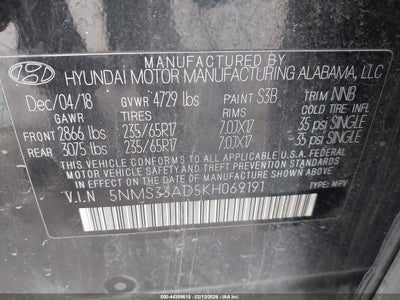 MANUFACTURED BY
HYUNDAI MOTOR MANUFACTURING ALABAMA, LLC
Dec/04/18 GVWR 4729 lbs PAINT S3B TRIM NNB
GAWR TIRES RIMS COLD TIRE INFL
FRONT 2866 lbs 235/65R17 7.0JX17 35 psi SINGLE
REAR 3075 lbs 235/65R17 7.0JX17 35 psi SINGLE
THIS VEHICLE CONFORMS TO ALL APPLICABLE U.S.A. FEDERAL
MOTOR VEHICLE SAFETY, BUMPER, AND THEFT PREVENTION STANDARDS
IN EFFECT ON THE DATE OF MANUFACTURE SHOWN ABOVE.
V.I.N 5NMS33AD5KH069191 TYPE: MPV